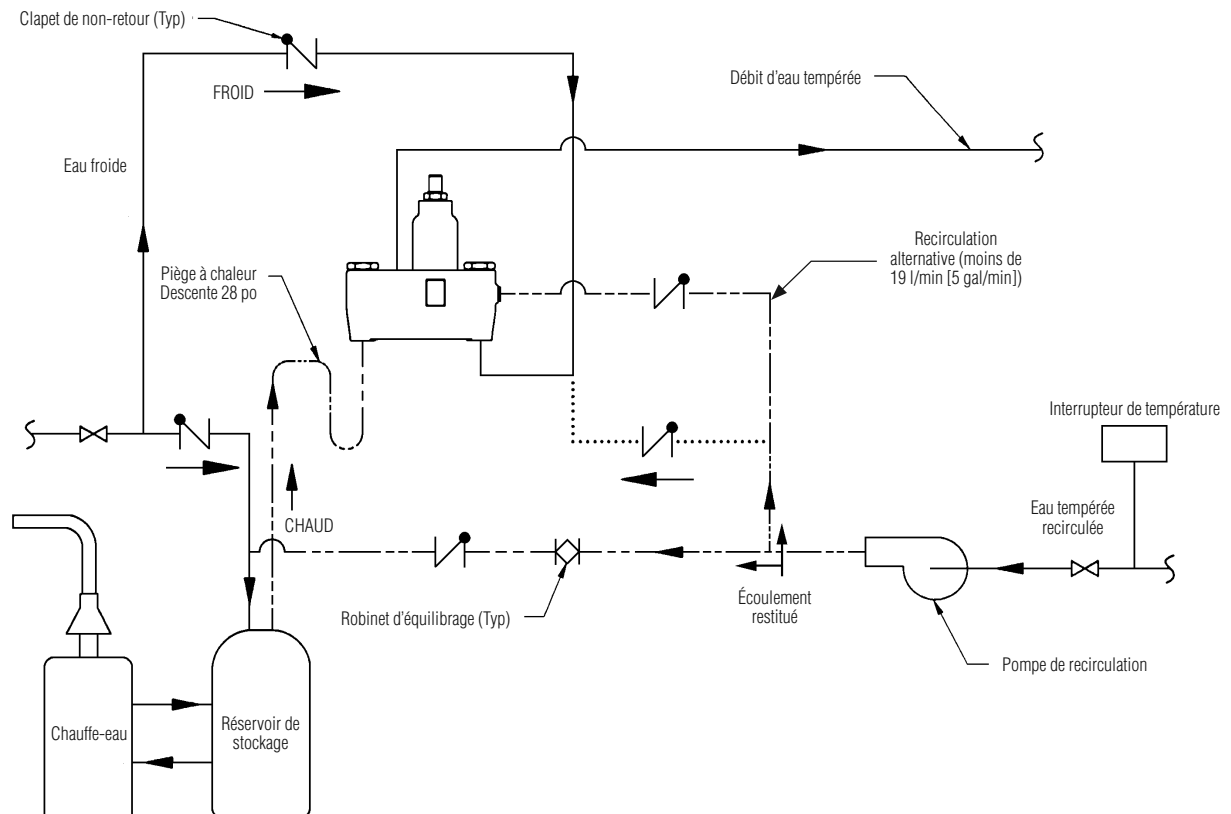 Clapet de non-retour (Typ)
FROID
Débit d'eau tempérée
Eau froide
Piège à chaleur
Descente 28 po
Recirculation
alternative (moins de
19 l/min [5 gal/min])
Interrupteur de température
CHAUD
Eau tempérée
recirculée
Robinet d'équilibrage (Typ)
Écoulement
restitué
Pompe de recirculation
Chauffe-eau
Réservoir de
stockage